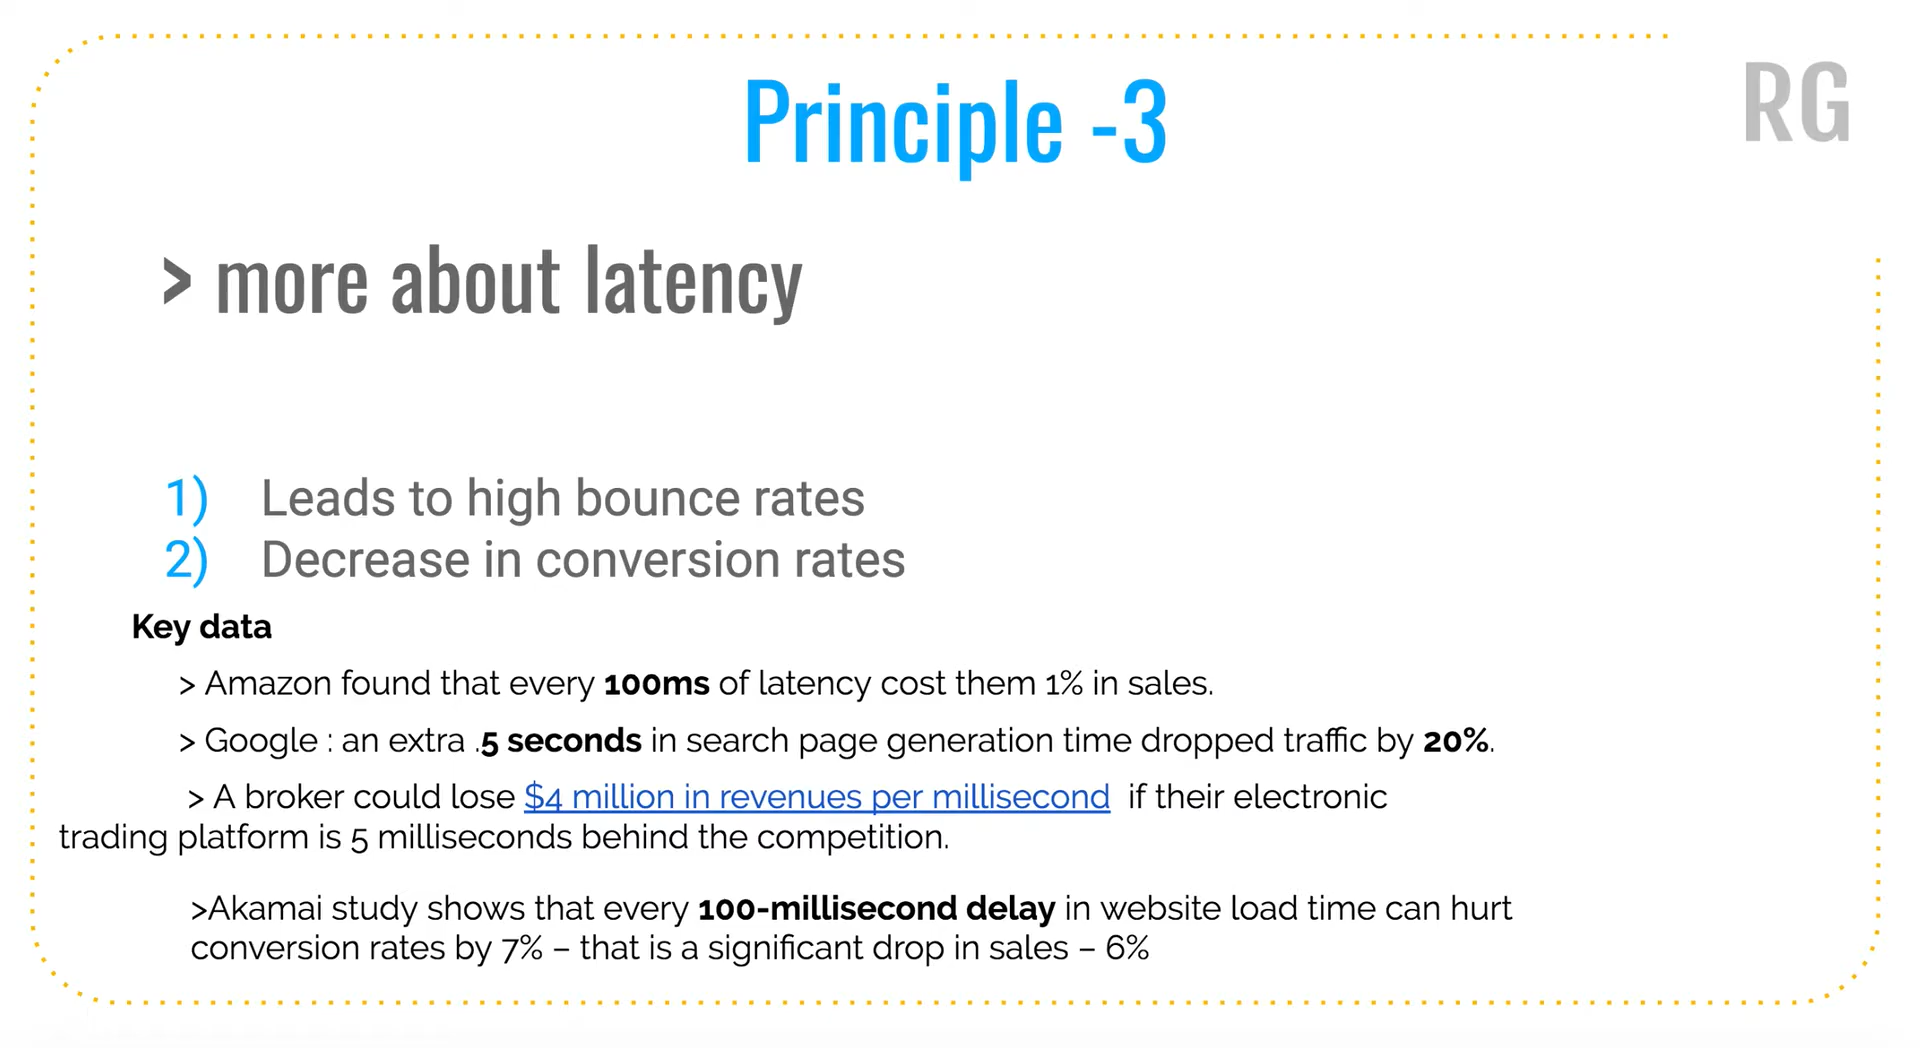 Principle -3
RG
> more about latency
1) Leads to high bounce rates
2) Decrease in conversion rates
Key data
> Amazon found that every 100ms of latency cost them 1% in sales.
> Google : an extra .5 seconds in search page generation time dropped traffic by 20%.
> A broker could lose $4 million in revenues per millisecond if their electronic
trading platform is 5 milliseconds behind the competition.
>Akamai study shows that every 100-millisecond delay in website load time can hurt
conversion rates by 7% – that is a significant drop in sales – 6%